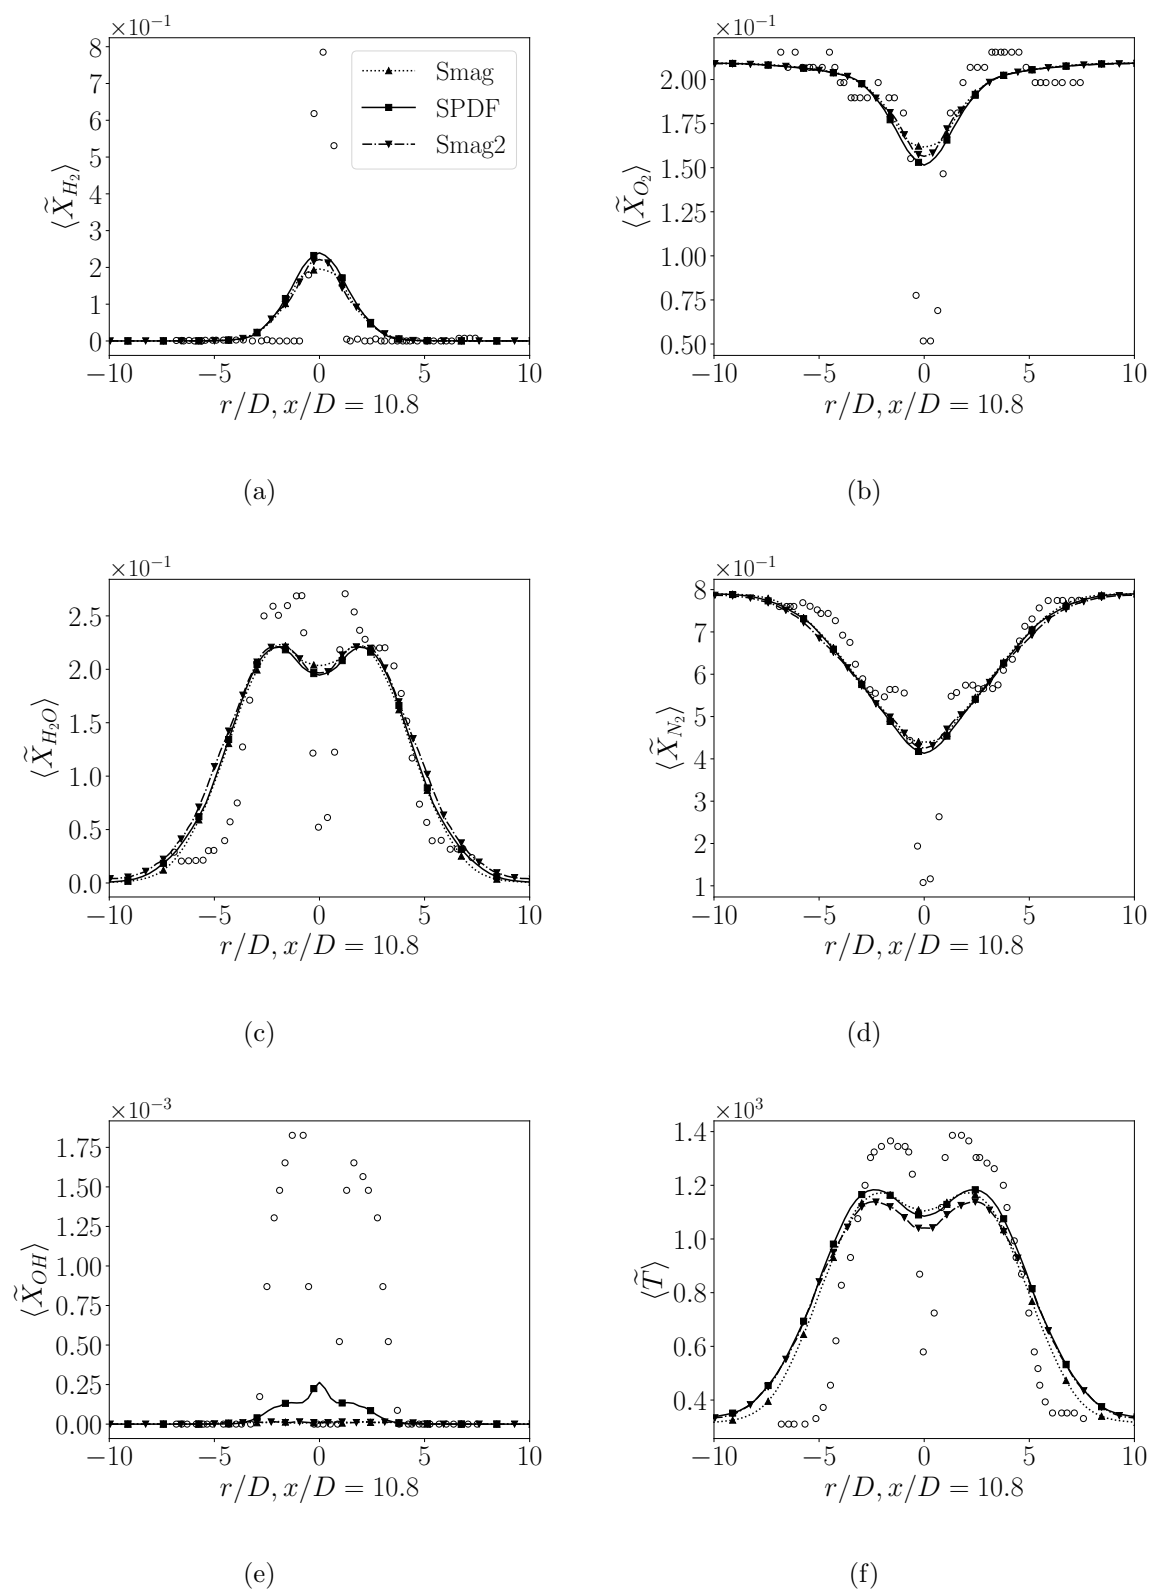 ×10⁻¹
8
7
6
5
4
3
2
1
0
⟨X̃_{H₂}⟩
Smag
SPDF
Smag2
−10 −5 0 5 10
r/D, x/D = 10.8
(a)
×10⁻¹
2.00
1.75
1.50
1.25
1.00
0.75
0.50
⟨X̃_{O₂}⟩
−10 −5 0 5 10
r/D, x/D = 10.8
(b)
×10⁻¹
2.5
2.0
1.5
1.0
0.5
0.0
⟨X̃_{H₂O}⟩
−10 −5 0 5 10
r/D, x/D = 10.8
(c)
×10⁻¹
8
7
6
5
4
3
2
1
⟨X̃_{N₂}⟩
−10 −5 0 5 10
r/D, x/D = 10.8
(d)
×10⁻³
1.75
1.50
1.25
1.00
0.75
0.50
0.25
0.00
⟨X̃_{OH}⟩
−10 −5 0 5 10
r/D, x/D = 10.8
(e)
×10³
1.4
1.2
1.0
0.8
0.6
0.4
⟨T̃⟩
−10 −5 0 5 10
r/D, x/D = 10.8
(f)